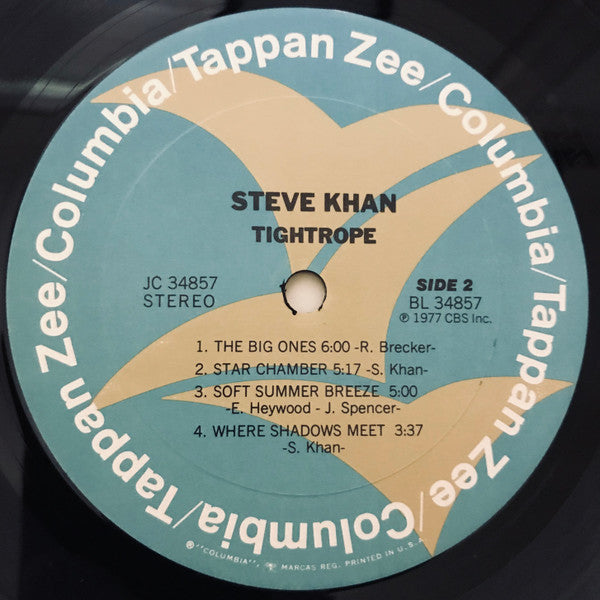 Columbia/Tappan Zee/Columbia/Tappan Zee/Columbia/Tappan Zee/
STEVE KHAN
TIGHTROPE
JC 34857
STEREO
SIDE 2
BL 34857
℗ 1977 CBS Inc.
1. THE BIG ONES 6:00 -R. Brecker-
2. STAR CHAMBER 5:17 -S. Khan-
3. SOFT SUMMER BREEZE 5:00
-E. Heywood - J. Spencer-
4. WHERE SHADOWS MEET 3:37
-S. Khan-
® "COLUMBIA", MARCAS REG. PRINTED IN U.S.A.